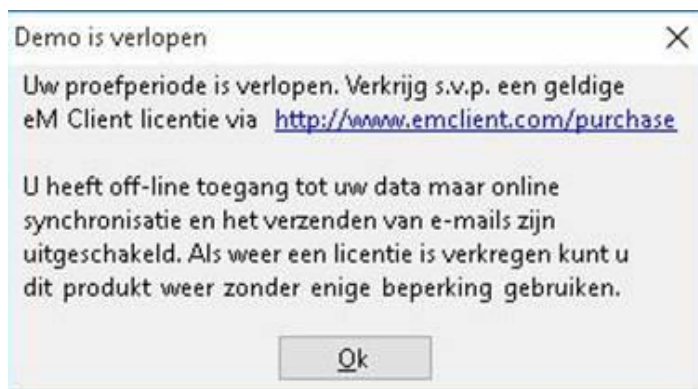 Demo is verlopen
Uw proefperiode is verlopen. Verkrijg s.v.p. een geldige
eM Client licentie via http://www.emclient.com/purchase
U heeft off-line toegang tot uw data maar online
synchronisatie en het verzenden van e-mails zijn
uitgeschakeld. Als weer een licentie is verkregen kunt u
dit produkt weer zonder enige beperking gebruiken.
Ok